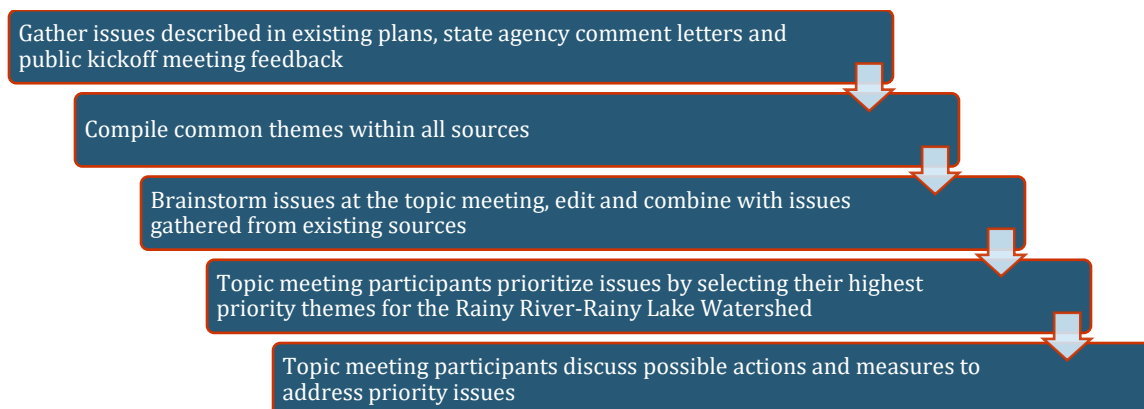 Gather issues described in existing plans, state agency comment letters and
public kickoff meeting feedback
Compile common themes within all sources
Brainstorm issues at the topic meeting, edit and combine with issues
gathered from existing sources
Topic meeting participants prioritize issues by selecting their highest
priority themes for the Rainy River-Rainy Lake Watershed
Topic meeting participants discuss possible actions and measures to
address priority issues